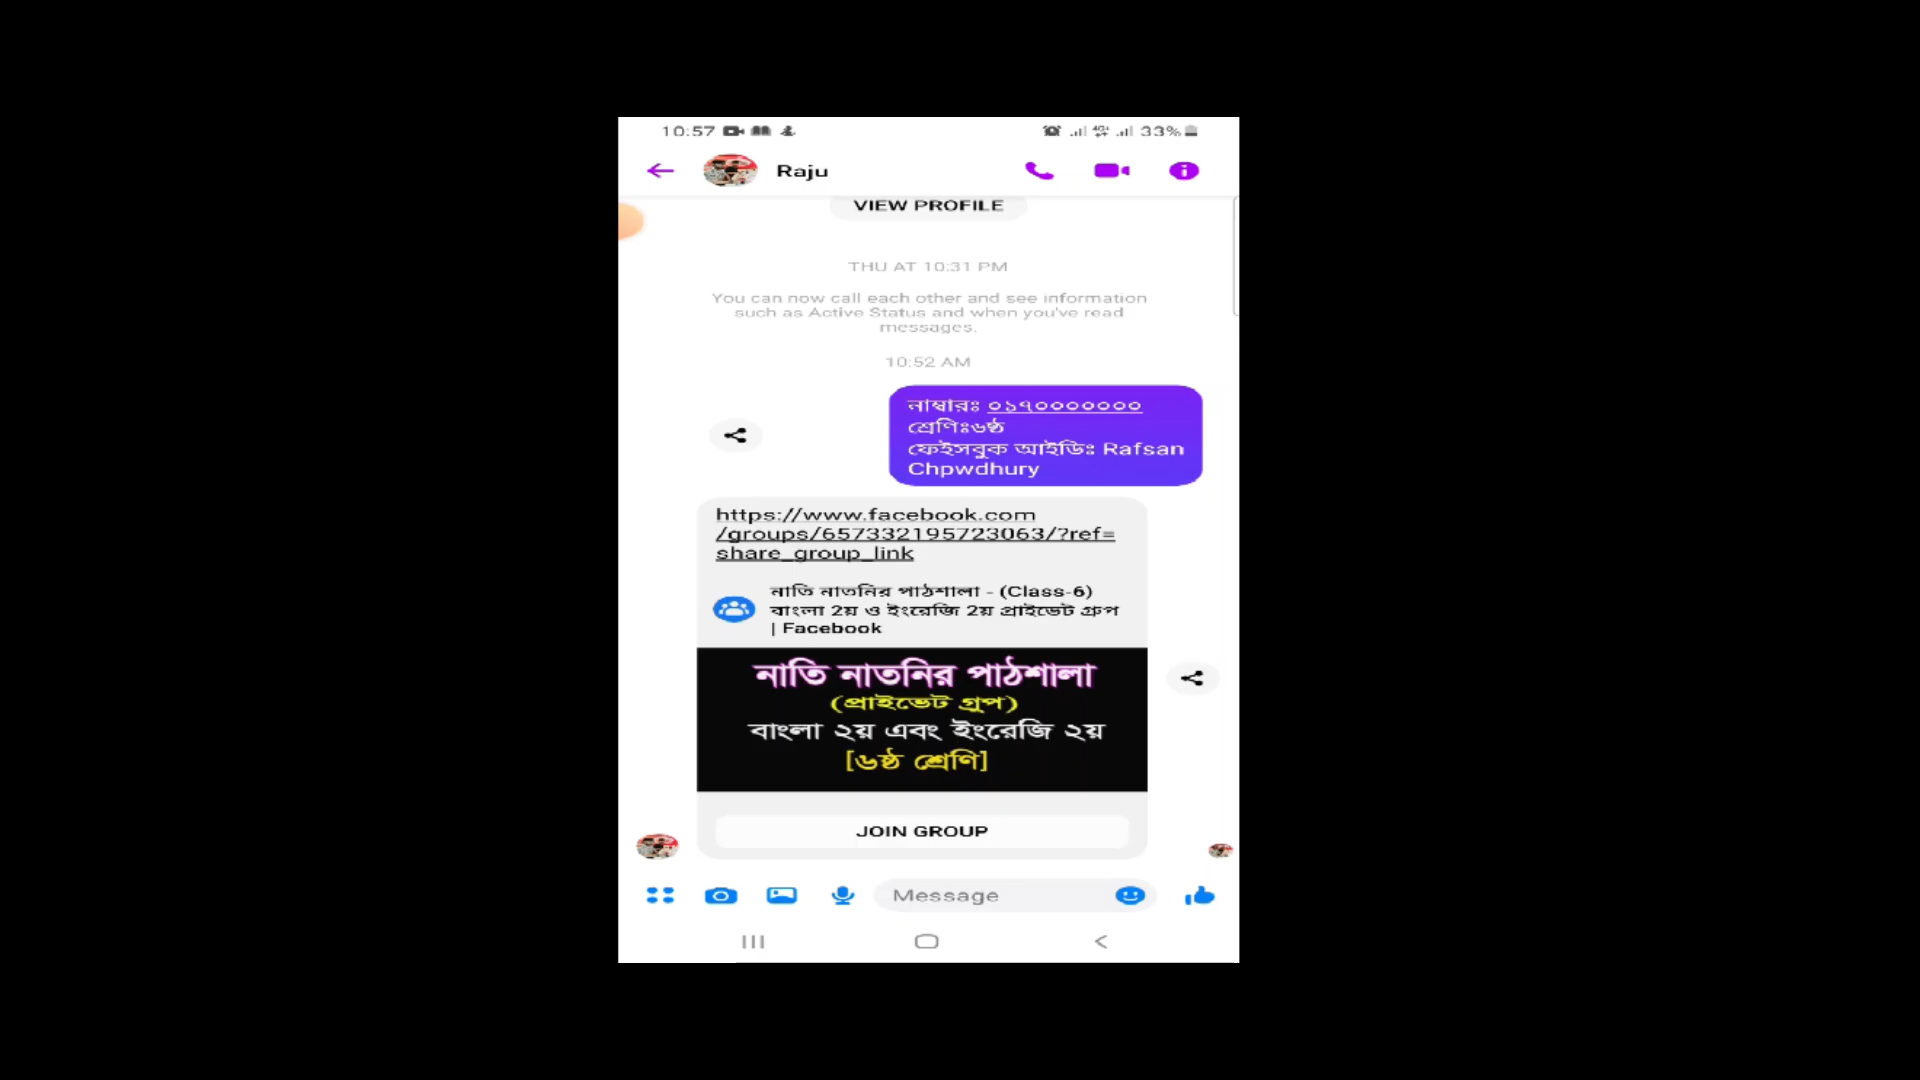 10:57
33%
Raju
VIEW PROFILE
THU AT 10:31 PM
You can now call each other and see information
such as Active Status and when you've read
messages.
10:52 AM
নাম্বারঃ ০১৭০০০০০০০০
শ্রেণিঃ৬ষ্ঠ
ফেইসবুক আইডিঃ Rafsan
Chpwdhury
https://www.facebook.com
/groups/657332195723063/?ref=
share_group_link
নাতি নাতনির পাঠশালা - (Class-6)
বাংলা 2য় ও ইংরেজি 2য় প্রাইভেট গ্রুপ
| Facebook
নাতি নাতনির পাঠশালা
(প্রাইভেট গ্রুপ)
বাংলা ২য় এবং ইংরেজি ২য়
[৬ষ্ঠ শ্রেণি]
JOIN GROUP
Message